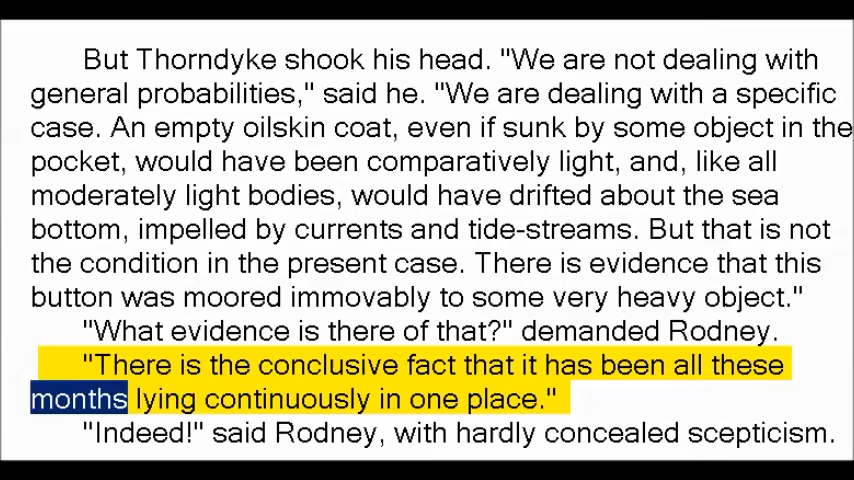 But Thorndyke shook his head. "We are not dealing with
general probabilities," said he. "We are dealing with a specific
case. An empty oilskin coat, even if sunk by some object in the
pocket, would have been comparatively light, and, like all
moderately light bodies, would have drifted about the sea
bottom, impelled by currents and tide-streams. But that is not
the condition in the present case. There is evidence that this
button was moored immovably to some very heavy object."
"What evidence is there of that?" demanded Rodney.
"There is the conclusive fact that it has been all these
months lying continuously in one place."
"Indeed!" said Rodney, with hardly concealed scepticism.